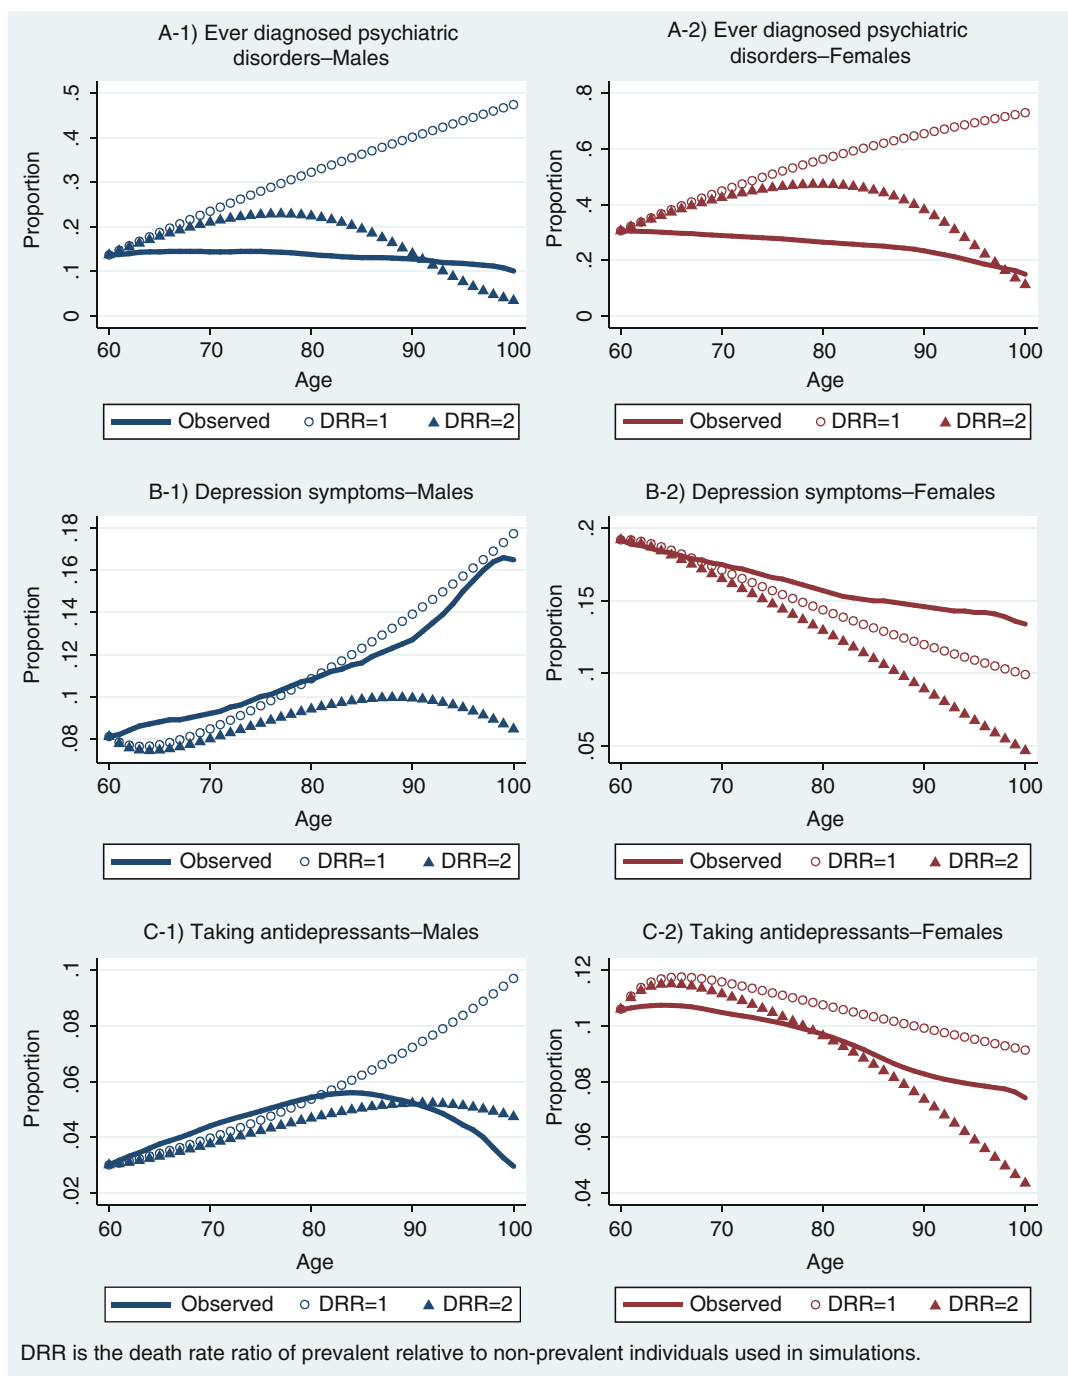 A-1) Ever diagnosed psychiatric
disorders–Males
Proportion
.5
.4
.3
.2
.1
0
60 70 80 90 100
Age
Observed DRR=1 DRR=2
A-2) Ever diagnosed psychiatric
disorders–Females
Proportion
.8
.6
.4
.2
0
60 70 80 90 100
Age
Observed DRR=1 DRR=2
B-1) Depression symptoms–Males
Proportion
.18
.16
.14
.12
.1
.08
60 70 80 90 100
Age
Observed DRR=1 DRR=2
B-2) Depression symptoms–Females
Proportion
.2
.15
.1
.05
60 70 80 90 100
Age
Observed DRR=1 DRR=2
C-1) Taking antidepressants–Males
Proportion
.1
.08
.06
.04
.02
60 70 80 90 100
Age
Observed DRR=1 DRR=2
C-2) Taking antidepressants–Females
Proportion
.12
.1
.08
.06
.04
60 70 80 90 100
Age
Observed DRR=1 DRR=2
DRR is the death rate ratio of prevalent relative to non-prevalent individuals used in simulations.